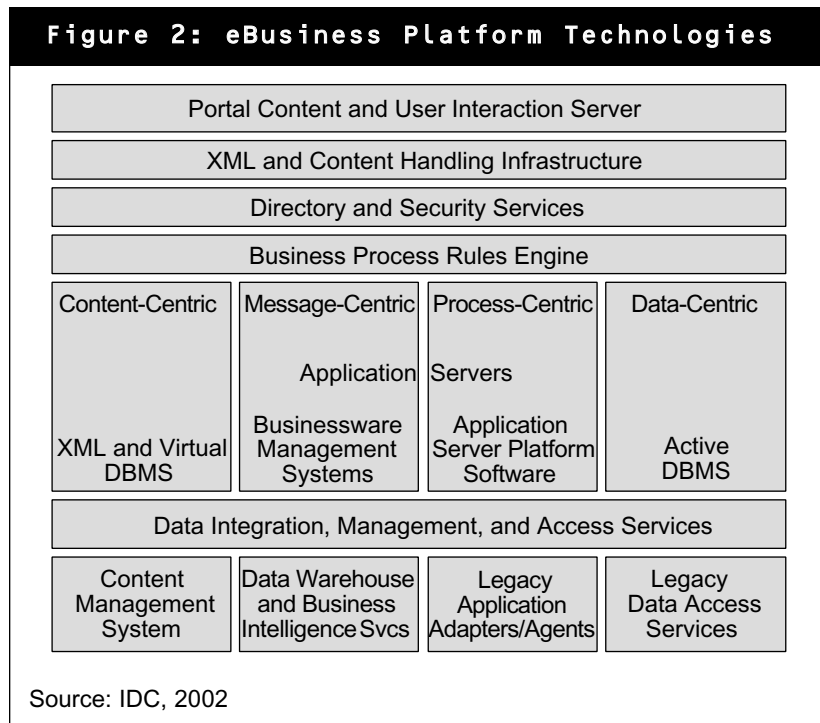 Figure 2: eBusiness Platform Technologies
Portal Content and User Interaction Server
XML and Content Handling Infrastructure
Directory and Security Services
Business Process Rules Engine
Content-Centric
Message-Centric
Process-Centric
Data-Centric
Application Servers
XML and Virtual
DBMS
Businessware
Management
Systems
Application
Server Platform
Software
Active
DBMS
Data Integration, Management, and Access Services
Content
Management
System
Data Warehouse
and Business
Intelligence Svcs
Legacy
Application
Adapters/Agents
Legacy
Data Access
Services
Source: IDC, 2002